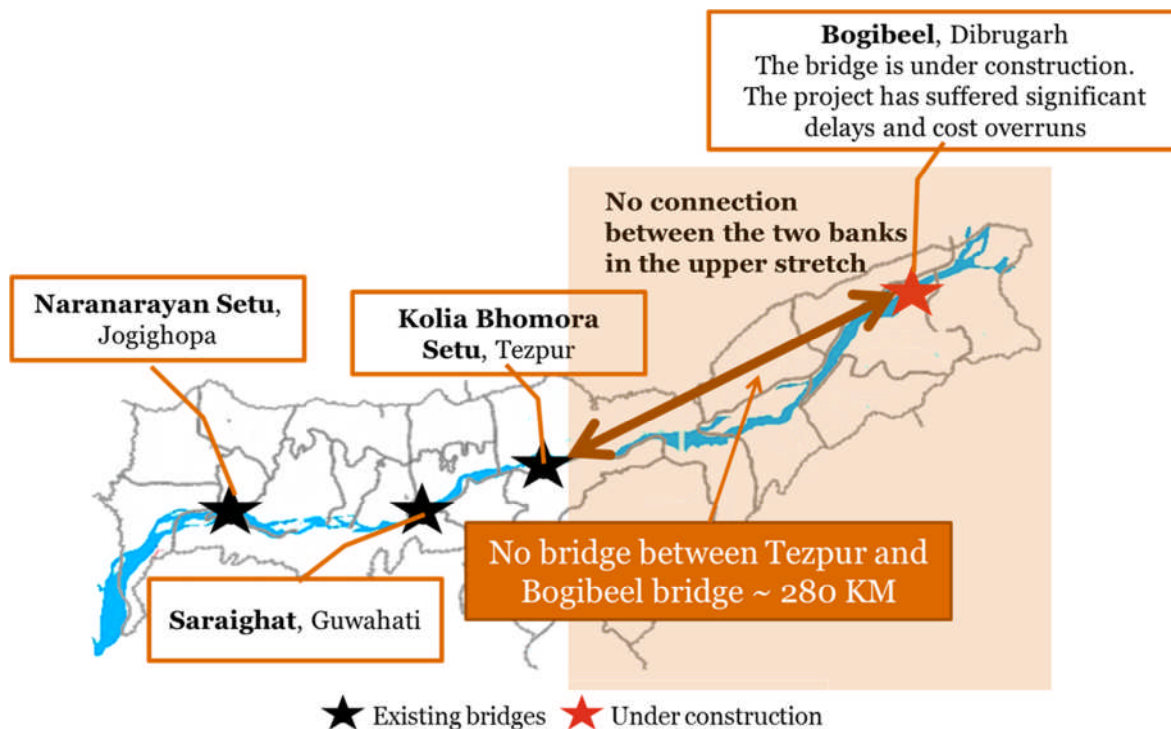 Bogibeel, Dibrugarh
The bridge is under construction.
The project has suffered significant
delays and cost overruns
No connection
between the two banks
in the upper stretch
Naranarayan Setu,
Jogighopa
Kolia Bhomora
Setu, Tezpur
No bridge between Tezpur and
Bogibeel bridge ~ 280 KM
Saraighat, Guwahati
Existing bridges
Under construction